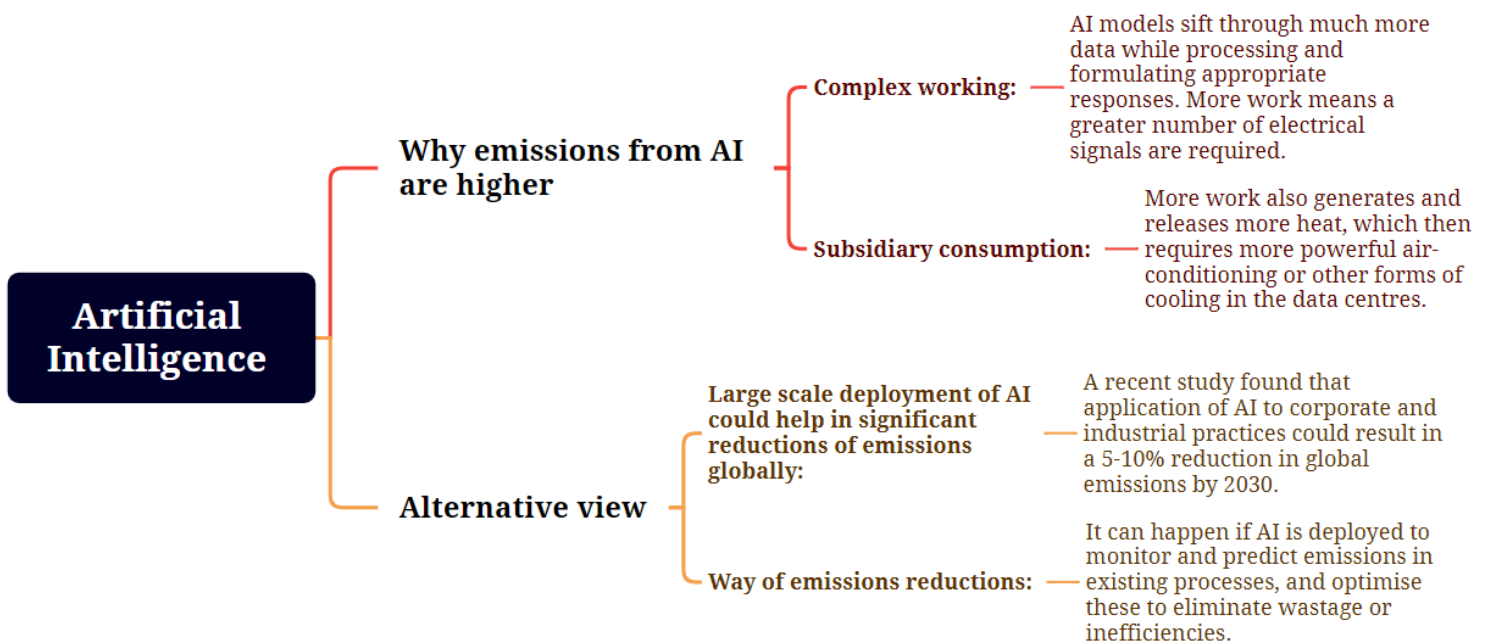 Artificial
Intelligence
Why emissions from AI
are higher
Complex working:
AI models sift through much more
data while processing and
formulating appropriate
responses. More work means a
greater number of electrical
signals are required.
Subsidiary consumption:
More work also generates and
releases more heat, which then
requires more powerful air-
conditioning or other forms of
cooling in the data centres.
Alternative view
Large scale deployment of AI
could help in significant
reductions of emissions
globally:
A recent study found that
application of AI to corporate and
industrial practices could result in
a 5-10% reduction in global
emissions by 2030.
Way of emissions reductions:
It can happen if AI is deployed to
monitor and predict emissions in
existing processes, and optimise
these to eliminate wastage or
inefficiencies.